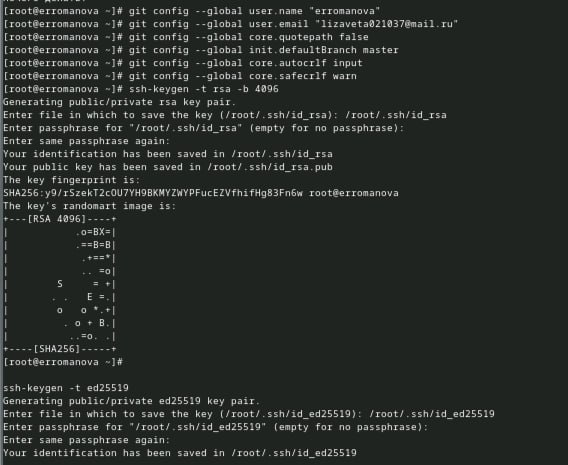 [root@erromanova ~]# git config --global user.name "erromanova"
[root@erromanova ~]# git config --global user.email "lizaveta021037@mail.ru"
[root@erromanova ~]# git config --global core.quotepath false
[root@erromanova ~]# git config --global init.defaultBranch master
[root@erromanova ~]# git config --global core.autocrlf input
[root@erromanova ~]# git config --global core.safecrlf warn
[root@erromanova ~]# ssh-keygen -t rsa -b 4096
Generating public/private rsa key pair.
Enter file in which to save the key (/root/.ssh/id_rsa): /root/.ssh/id_rsa
Enter passphrase for "/root/.ssh/id_rsa" (empty for no passphrase):
Enter same passphrase again:
Your identification has been saved in /root/.ssh/id_rsa
Your public key has been saved in /root/.ssh/id_rsa.pub
The key fingerprint is:
SHA256:y9/rSzekT2cOU7YH9BKMYZWYPFucEZVfhifHg83Fn6w root@erromanova
The key's randomart image is:
+---[RSA 4096]----+
|           .o=BX=|
|           .==B=B|
|            .+==*|
|            .. =o|
|        S     = +|
|       . .   E =.|
|        o   o *.+|
|         . o + B.|
|          ..=o. .|
+----[SHA256]-----+
[root@erromanova ~]#
ssh-keygen -t ed25519
Generating public/private ed25519 key pair.
Enter file in which to save the key (/root/.ssh/id_ed25519): /root/.ssh/id_ed25519
Enter passphrase for "/root/.ssh/id_ed25519" (empty for no passphrase):
Enter same passphrase again:
Your identification has been saved in /root/.ssh/id_ed25519